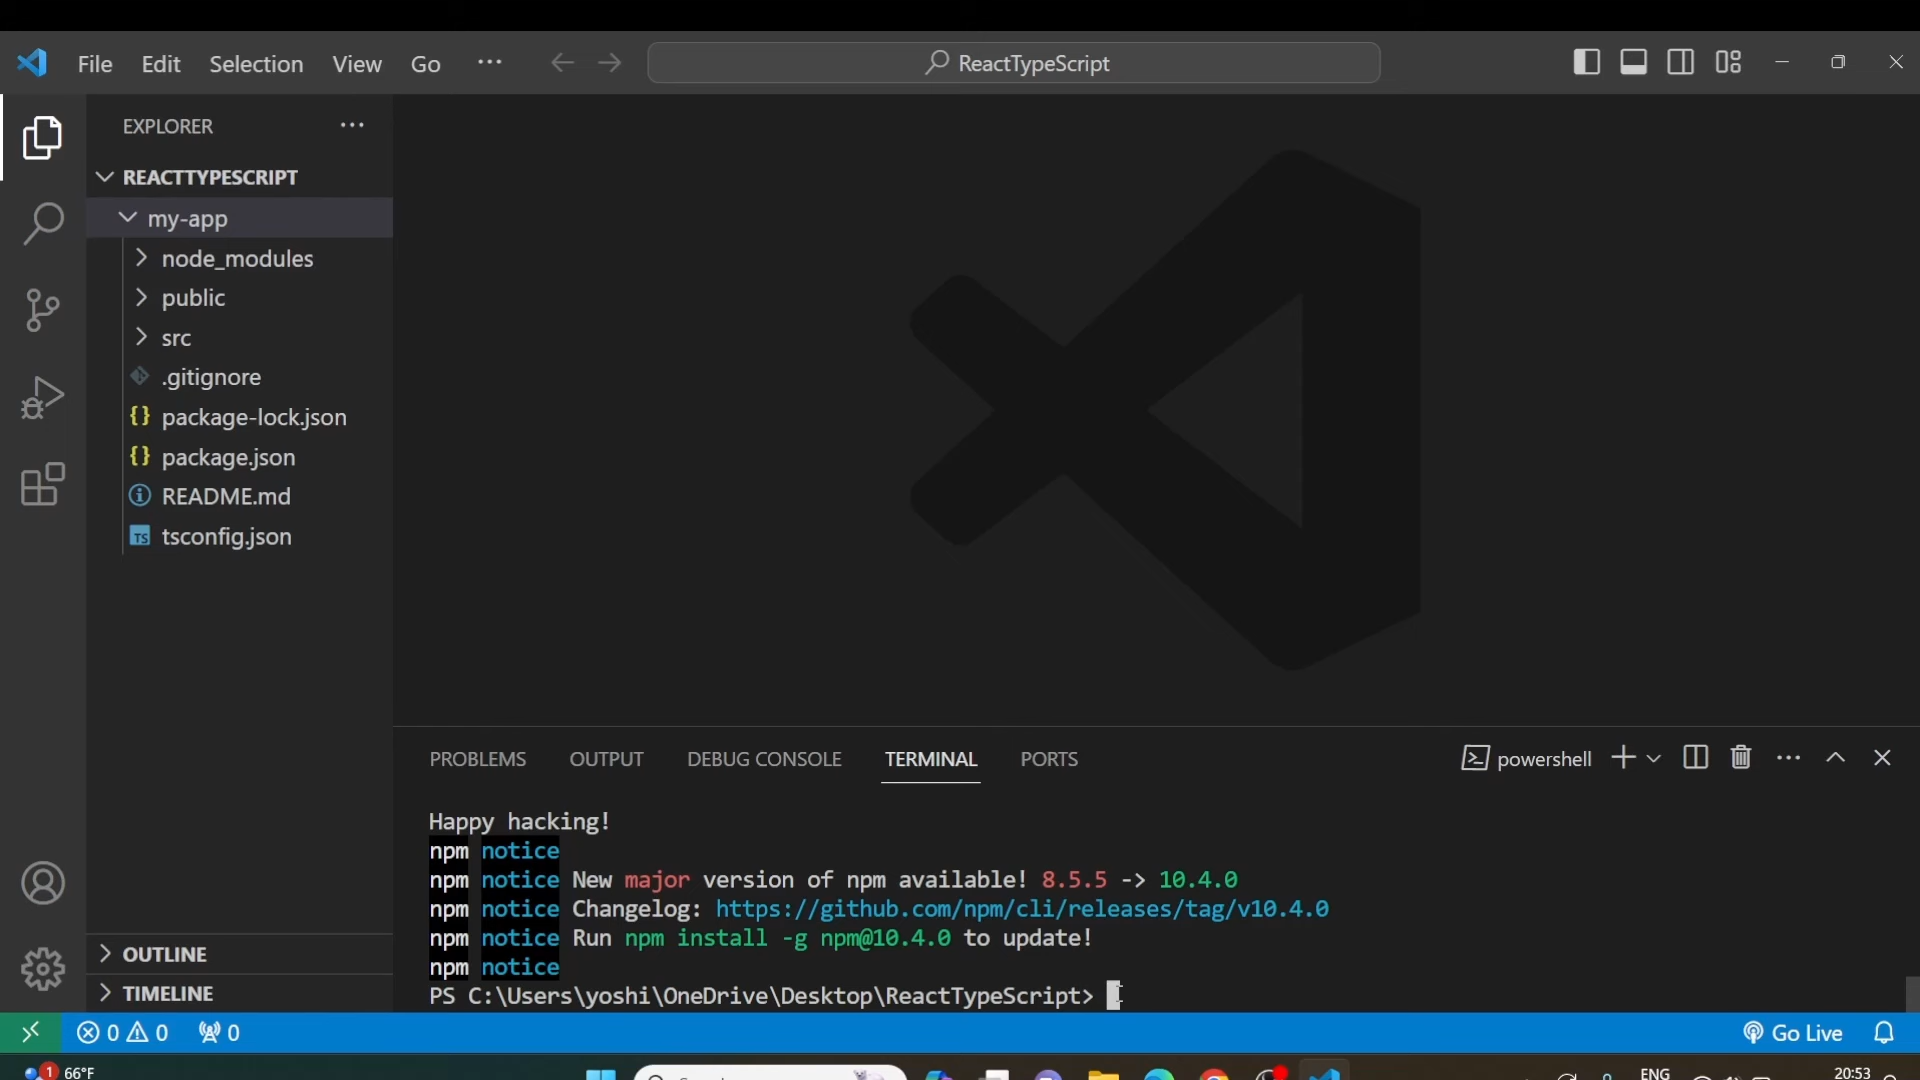 File Edit Selection View Go ··· ReactTypeScript
EXPLORER ···
REACTTYPESCRIPT
my-app
node_modules
public
src
.gitignore
{} package-lock.json
{} package.json
README.md
TS tsconfig.json
OUTLINE
TIMELINE
PROBLEMS OUTPUT DEBUG CONSOLE TERMINAL PORTS powershell
Happy hacking!
npm notice
npm notice New major version of npm available! 8.5.5 -> 10.4.0
npm notice Changelog: https://github.com/npm/cli/releases/tag/v10.4.0
npm notice Run npm install -g npm@10.4.0 to update!
npm notice
PS C:\Users\yoshi\OneDrive\Desktop\ReactTypeScript>
0 0 0 Go Live
1 66°F ENG 20:53